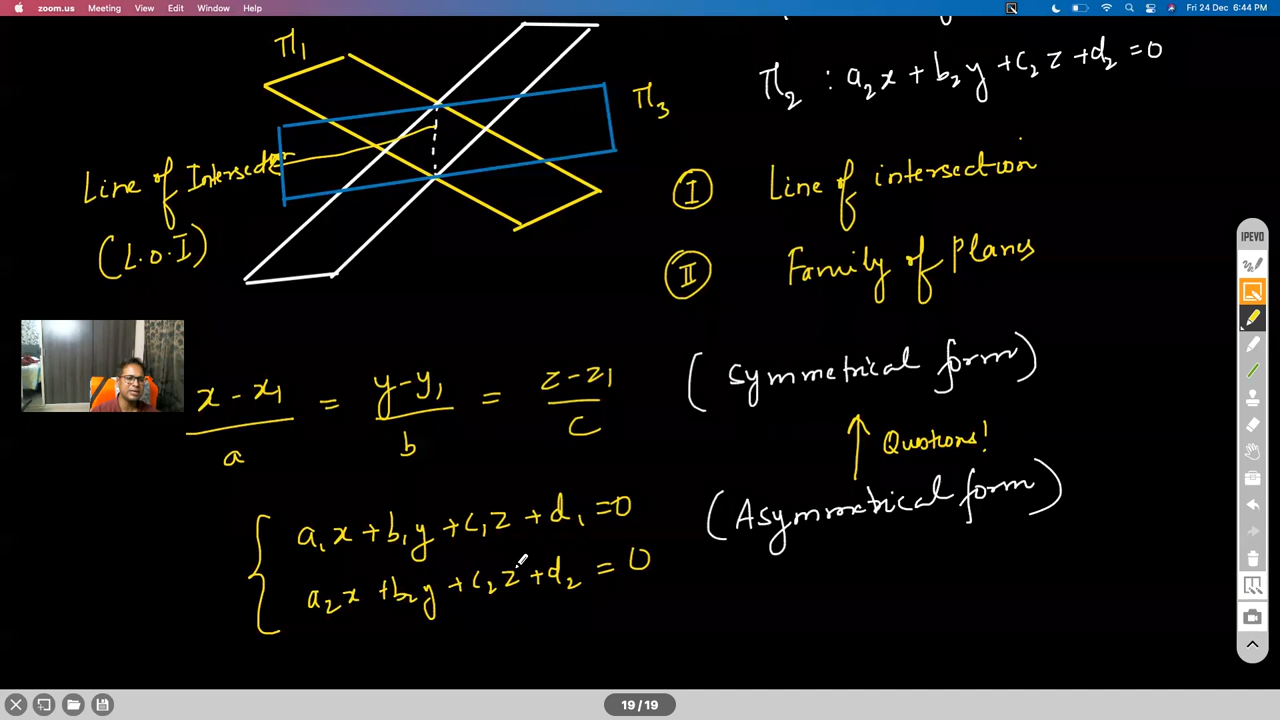 zoom.us Meeting View Edit Window Help Fri 24 Dec 6:44 PM
π1
π3
π2 : a2x + b2y + c2z + d2 = 0
Line of
(L.O.I)
I Line of intersection
II Family of Planes
x - x1 / a = y - y1 / b = z - z1 / c (Symmetrical form)
Questions!
(Asymmetrical form)
a1x + b1y + c1z + d1 = 0
a2x + b2y + c2z + d2 = 0
IPEVO
19 / 19